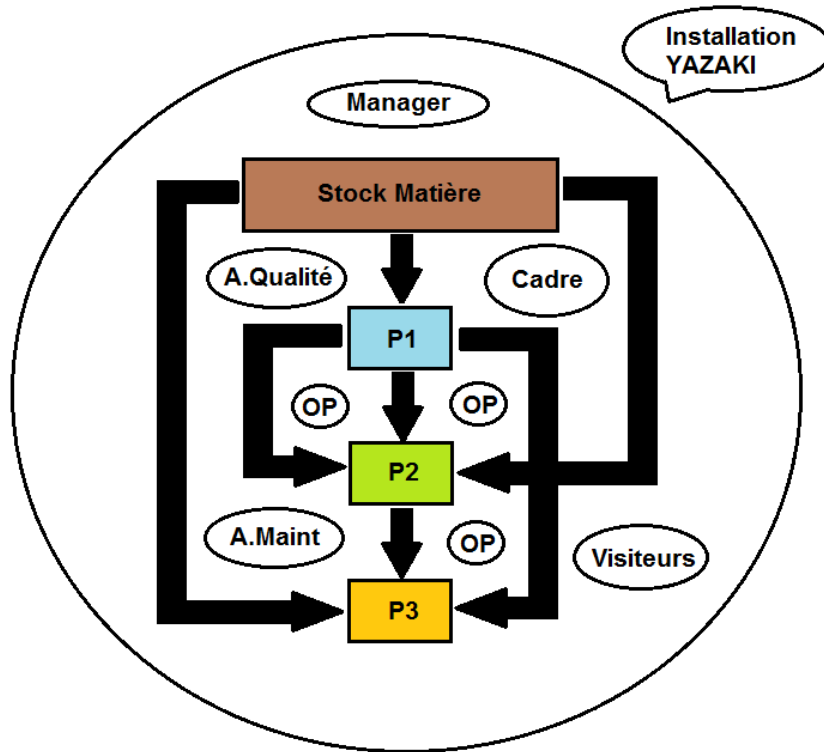 Installation
YAZAKI
Manager
Stock Matière
A.Qualité
Cadre
P1
OP
OP
P2
A.Maint
OP
Visiteurs
P3